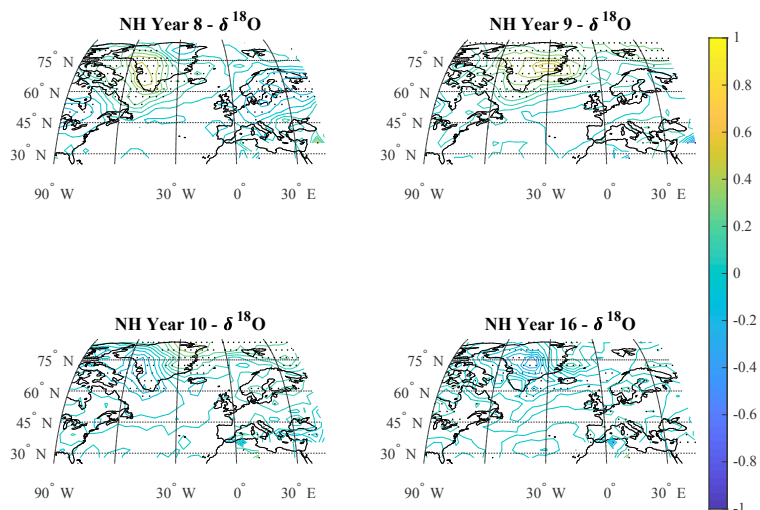 NH Year 8 - δ ¹⁸O
75° N
60° N
45° N
30° N
90° W
30° W
0°
30° E
NH Year 9 - δ ¹⁸O
75° N
60° N
45° N
30° N
90° W
30° W
0°
30° E
NH Year 10 - δ ¹⁸O
75° N
60° N
45° N
30° N
90° W
30° W
0°
30° E
NH Year 16 - δ ¹⁸O
75° N
60° N
45° N
30° N
90° W
30° W
0°
30° E
1
0.8
0.6
0.4
0.2
0
-0.2
-0.4
-0.6
-0.8
-1